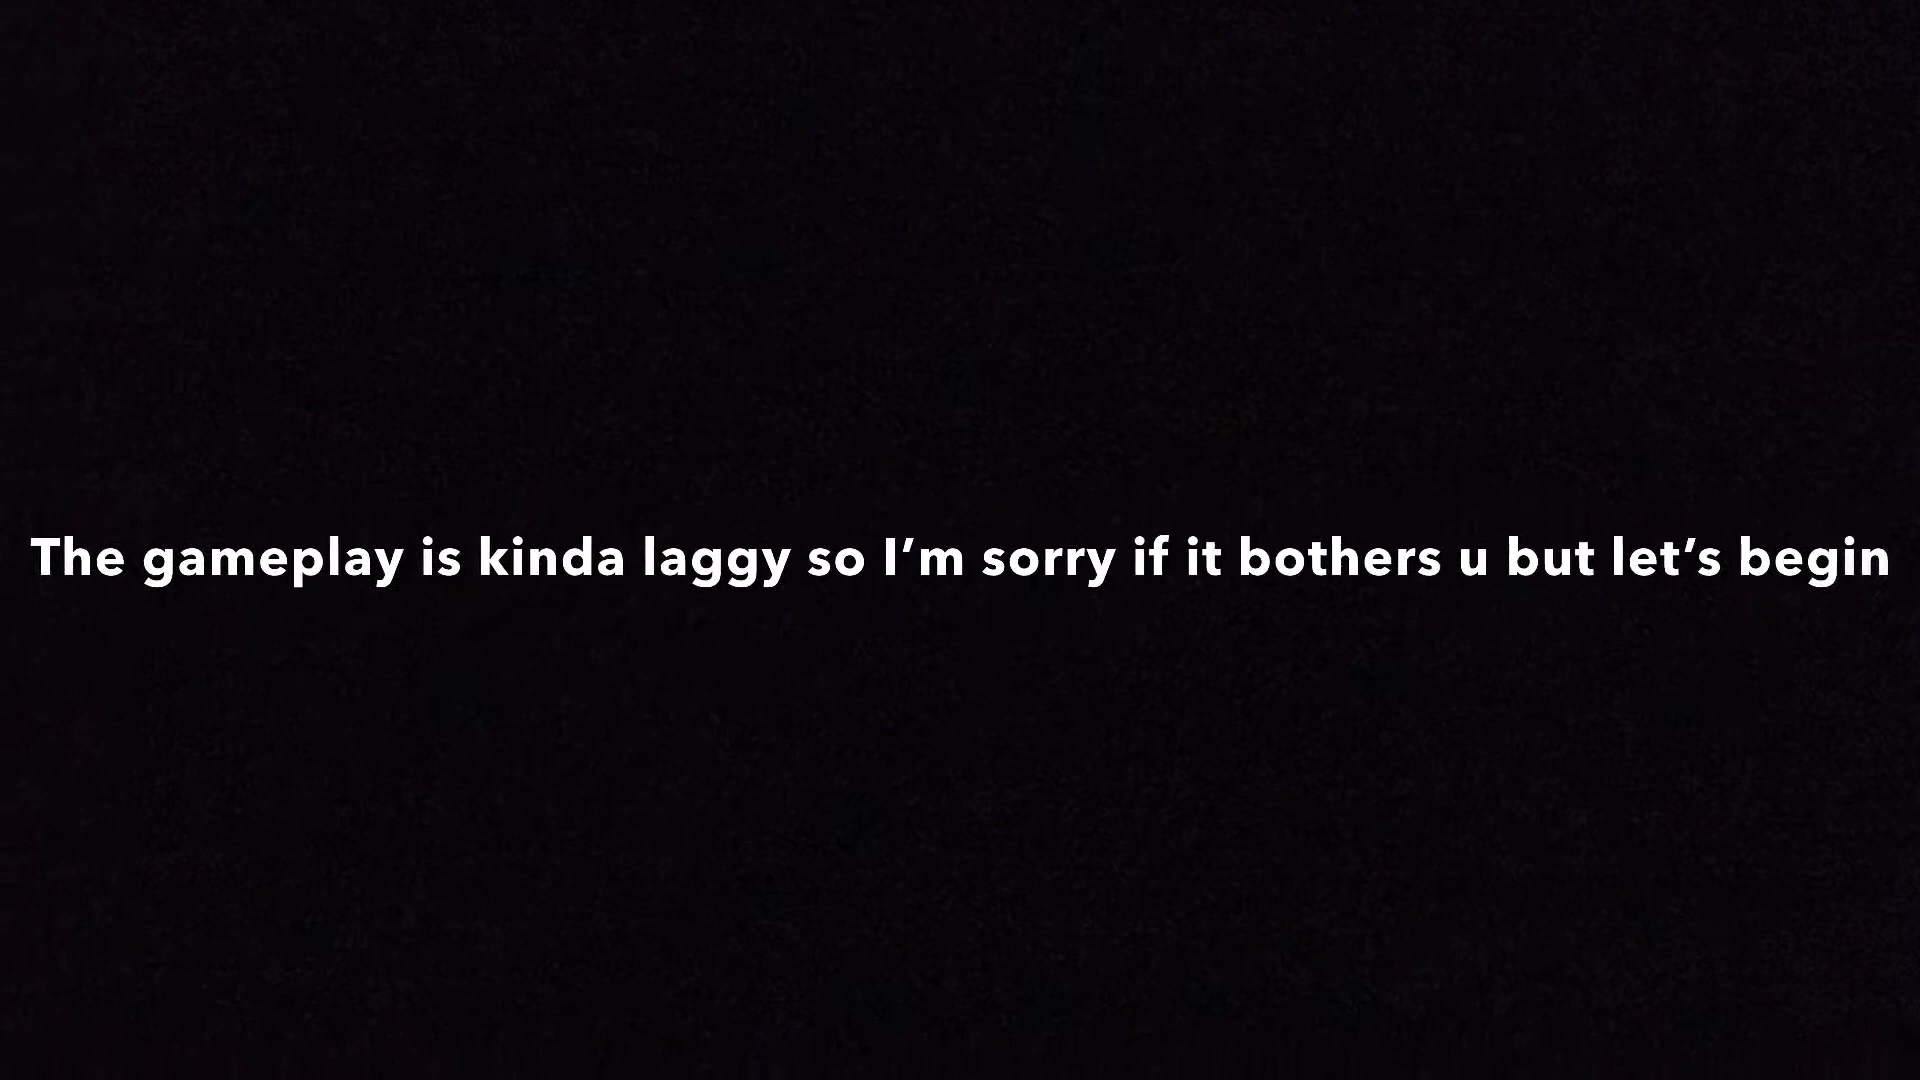 The gameplay is kinda laggy so I’m sorry if it bothers u but let’s begin